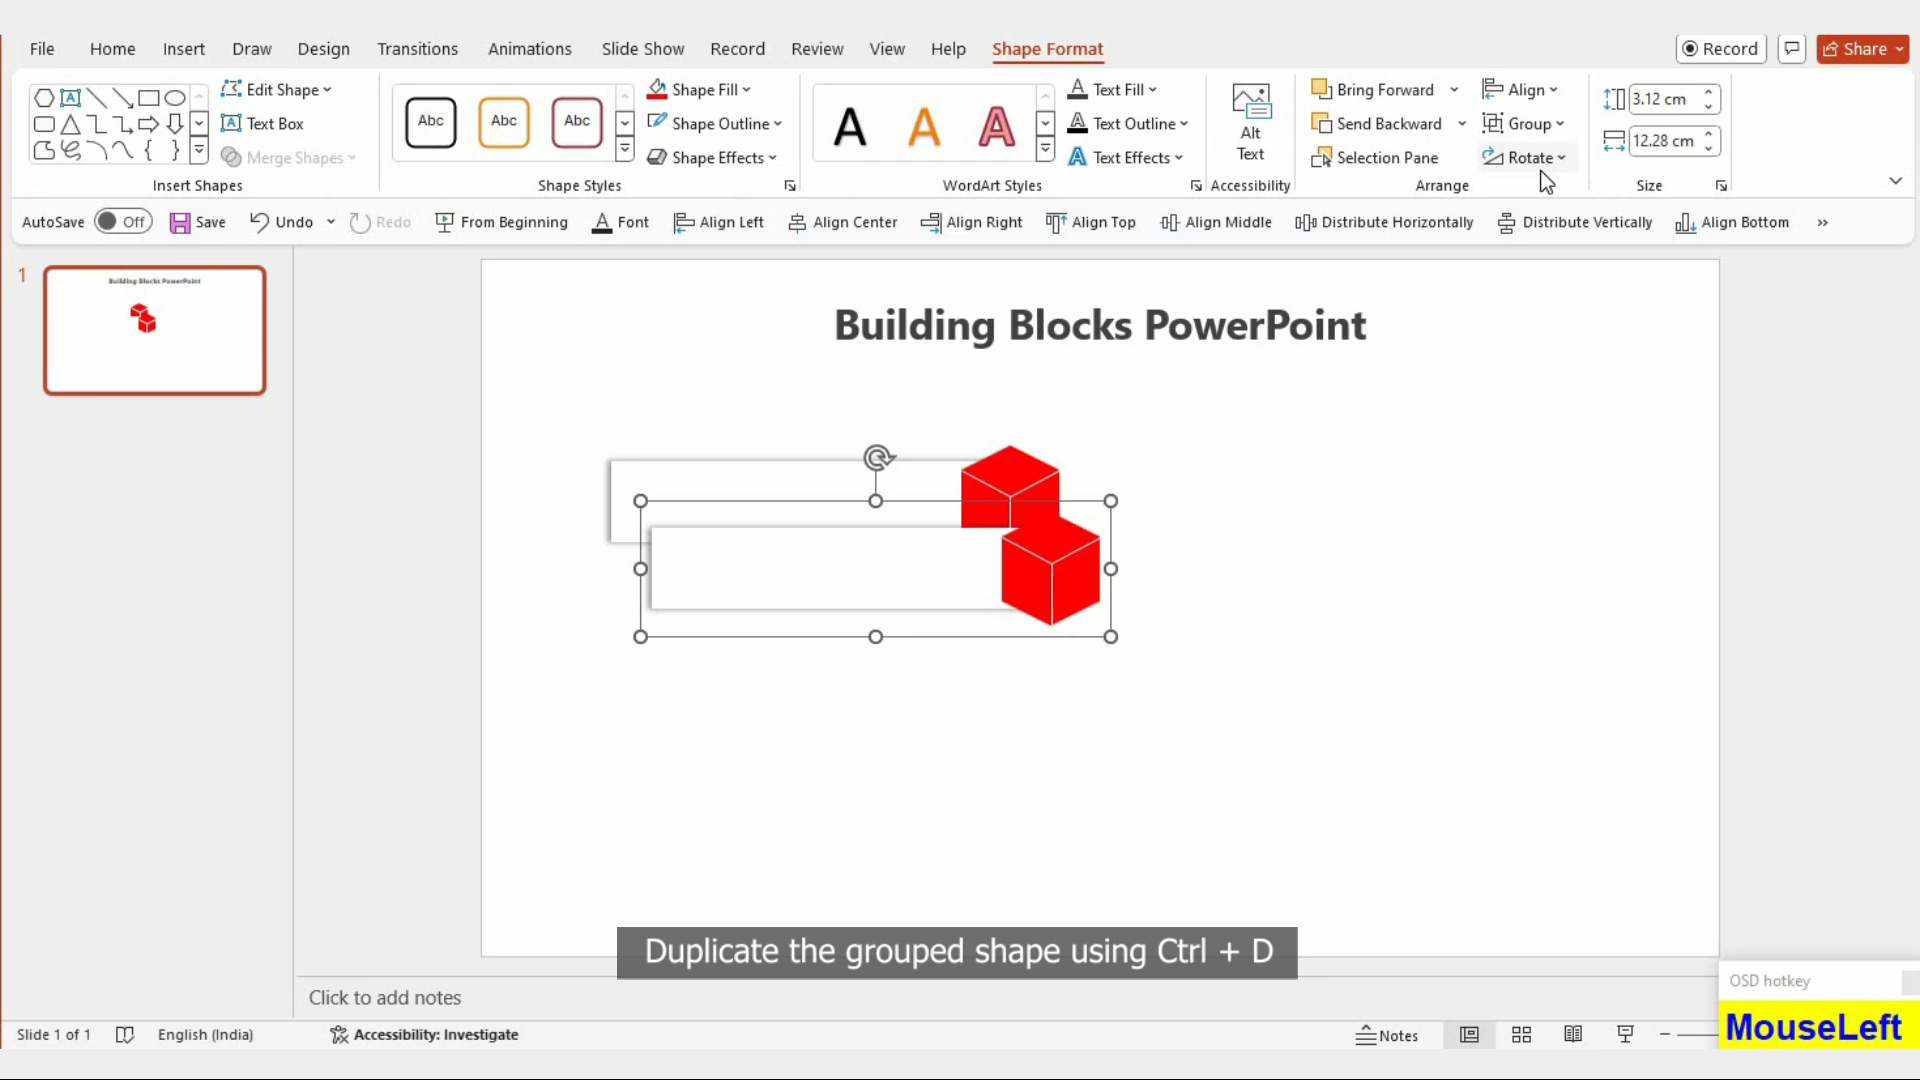 File Home Insert Draw Design Transitions Animations Slide Show Record Review View Help Shape Format Record Share
Edit Shape Text Box Merge Shapes
Insert Shapes
Abc Abc Abc
Shape Fill Shape Outline Shape Effects
Shape Styles
A A A
Text Fill Text Outline Text Effects
WordArt Styles
Alt
Text
Accessibility
Bring Forward Send Backward Selection Pane Align Group Rotate
Arrange
3.12 cm
12.28 cm
Size
AutoSave Off Save Undo Redo From Beginning Font Align Left Align Center Align Right Align Top Align Middle Distribute Horizontally Distribute Vertically Align Bottom »
1
Building Blocks PowerPoint
Building Blocks PowerPoint
Duplicate the grouped shape using Ctrl + D
Click to add notes
OSD hotkey
MouseLeft
Slide 1 of 1 English (India) Accessibility: Investigate Notes